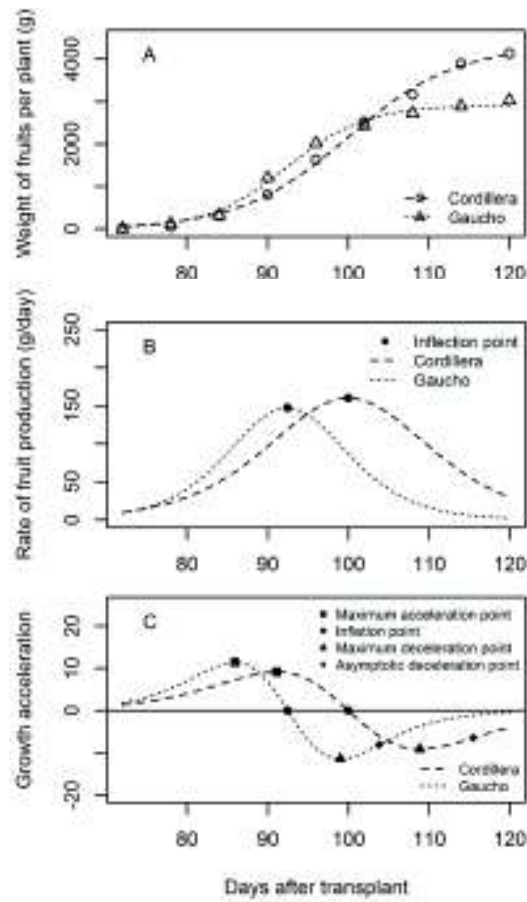 Weight of fruits per plant (g)
A
4000
2000
0
Cordillera
Gaucho
80 90 100 110 120
Rate of fruit production (g/day)
B
250
150
50
0
Inflection point
Cordillera
Gaucho
80 90 100 110 120
Growth acceleration
C
20
10
0
-20
Maximum acceleration point
Infletion point
Maximum deceleration point
Asymptotic deceleration point
Cordillera
Gaucho
80 90 100 110 120
Days after transplant